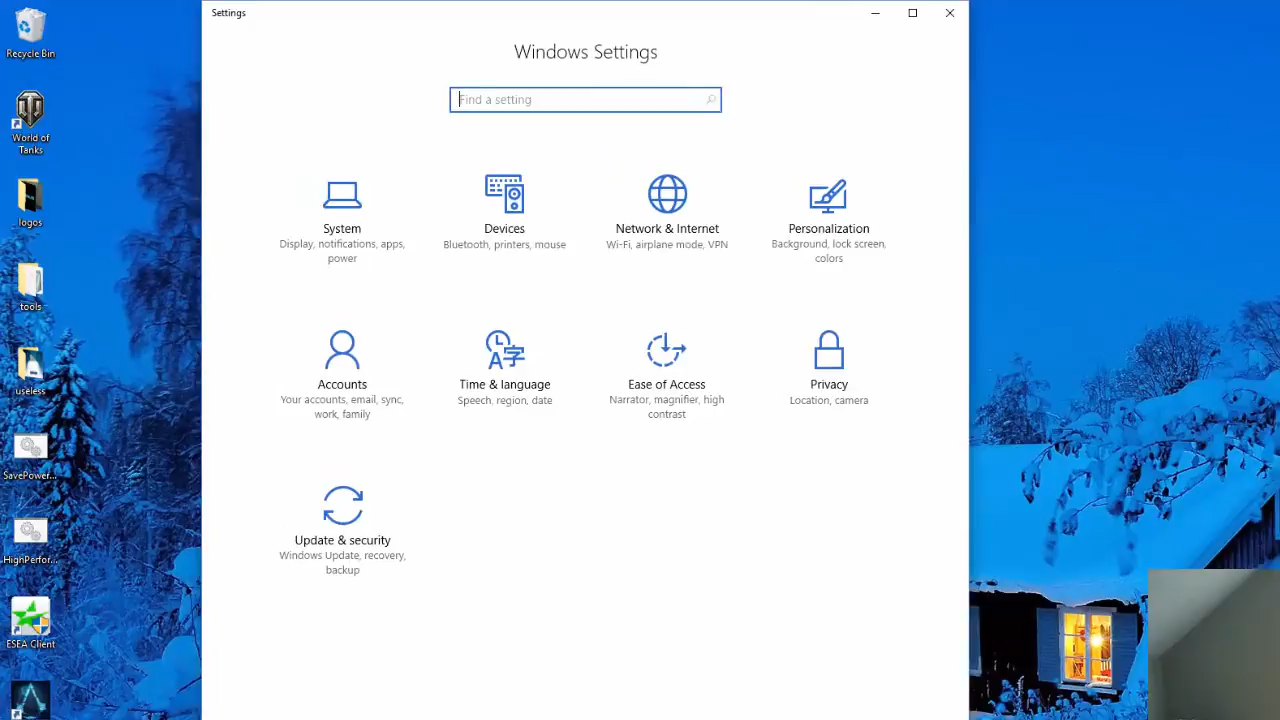 Settings
Windows Settings
Find a setting
System
Display, notifications, apps,
power
Devices
Bluetooth, printers, mouse
Network & Internet
Wi-Fi, airplane mode, VPN
Personalization
Background, lock screen,
colors
Accounts
Your accounts, email, sync,
work, family
Time & language
Speech, region, date
Ease of Access
Narrator, magnifier, high
contrast
Privacy
Location, camera
Update & security
Windows Update, recovery,
backup
Recycle Bin
World of
Tanks
logos
tools
useless
SavePower...
HighPerfor...
ESEA Client